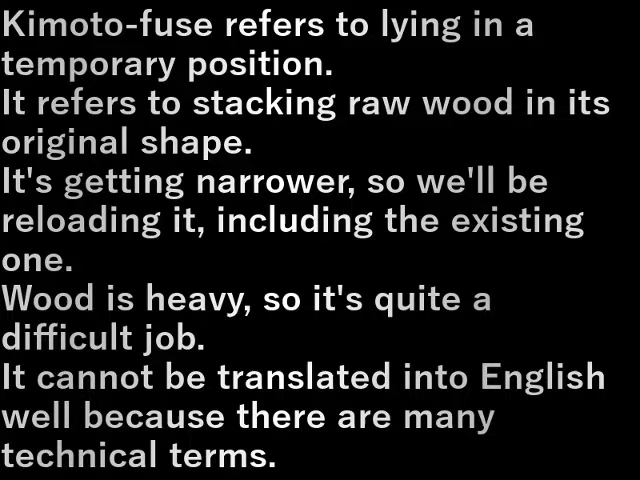 Kimoto-fuse refers to lying in a
temporary position.
It refers to stacking raw wood in its
original shape.
It's getting narrower, so we'll be
reloading it, including the existing
one.
Wood is heavy, so it's quite a
difficult job.
It cannot be translated into English
well because there are many
technical terms.